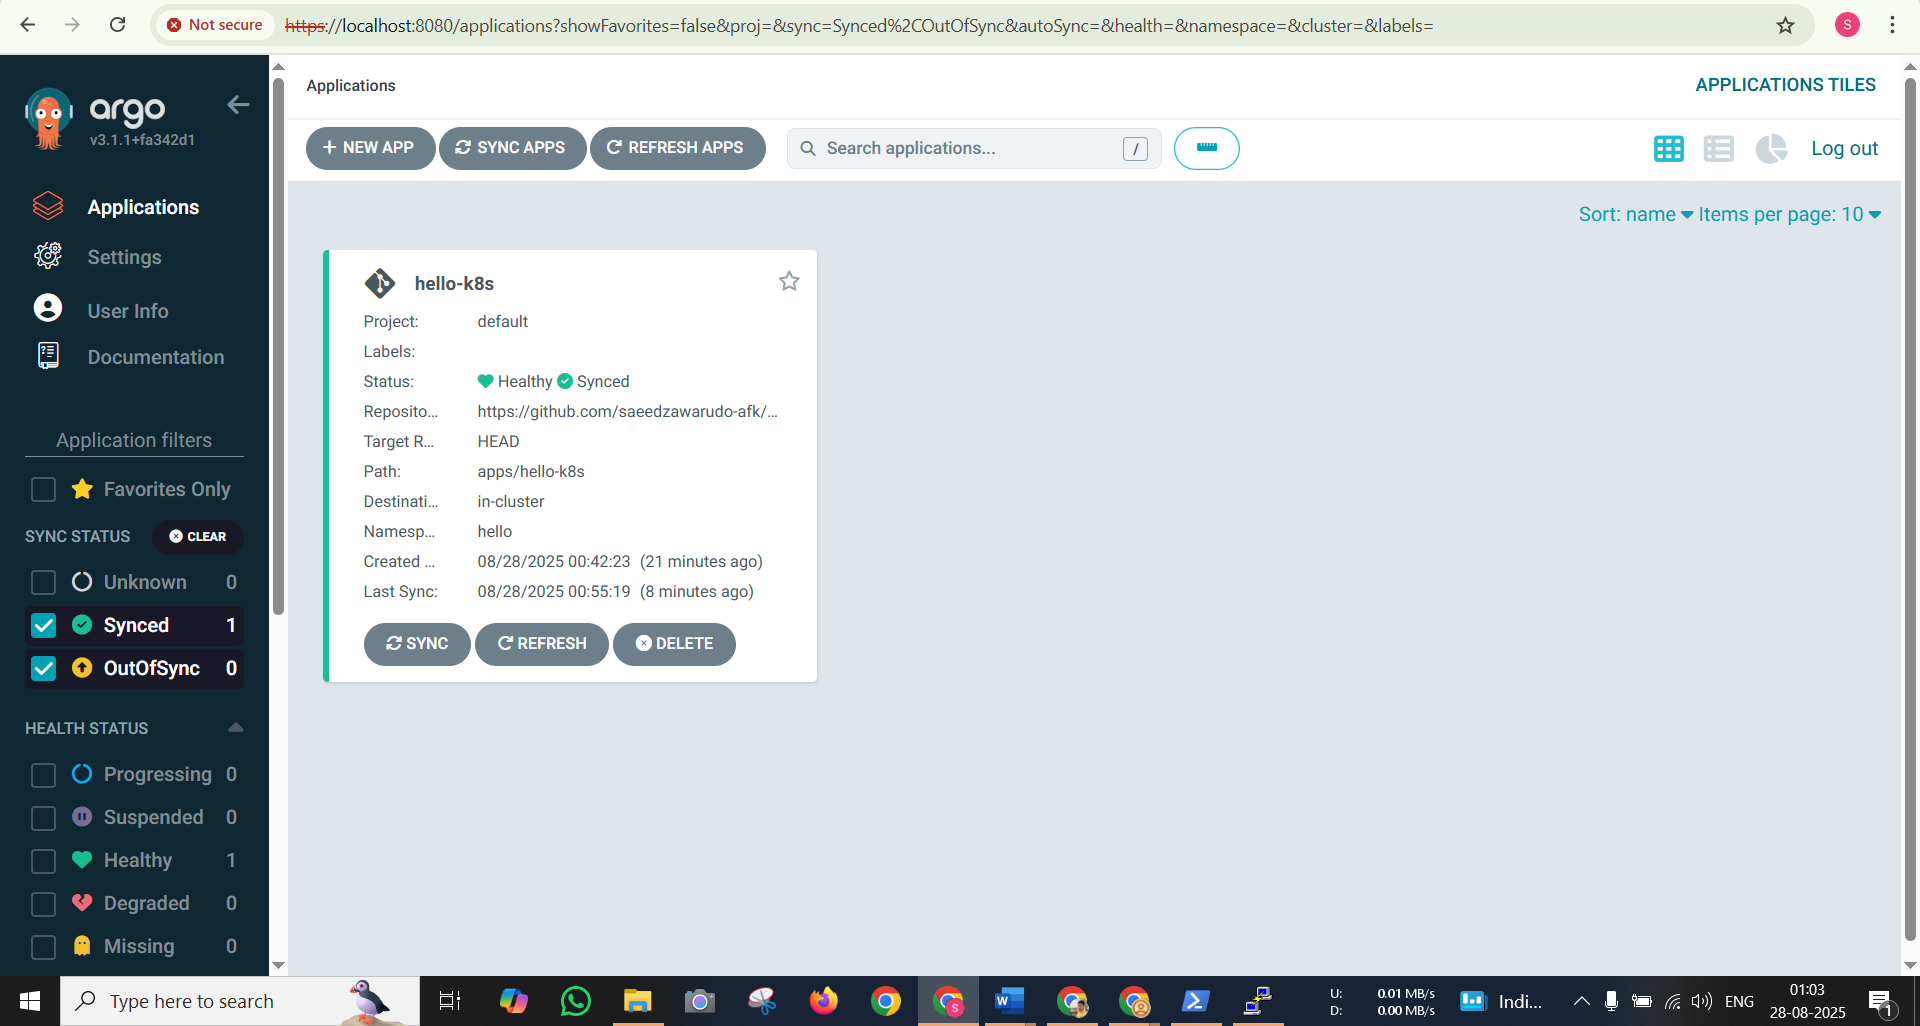 Not secure
https://localhost:8080/applications?showFavorites=false&proj=&sync=Synced%2COutOfSync&autoSync=&health=&namespace=&cluster=&labels=
S
argo
v3.1.1+fa342d1
Applications
Settings
User Info
Documentation
Application filters
Favorites Only
SYNC STATUS CLEAR
Unknown 0
Synced 1
OutOfSync 0
HEALTH STATUS
Progressing 0
Suspended 0
Healthy 1
Degraded 0
Missing 0
Applications
APPLICATIONS TILES
+ NEW APP SYNC APPS REFRESH APPS Search applications... / Log out
Sort: name Items per page: 10
hello-k8s
Project: default
Labels:
Status: Healthy Synced
Reposito... https://github.com/saeedzawarudo-afk/...
Target R... HEAD
Path: apps/hello-k8s
Destinati... in-cluster
Namesp... hello
Created ... 08/28/2025 00:42:23 (21 minutes ago)
Last Sync: 08/28/2025 00:55:19 (8 minutes ago)
SYNC REFRESH DELETE
Type here to search
S
W
U: 0.01 MB/s
D: 0.00 MB/s
Indi...
ENG
01:03
28-08-2025
1